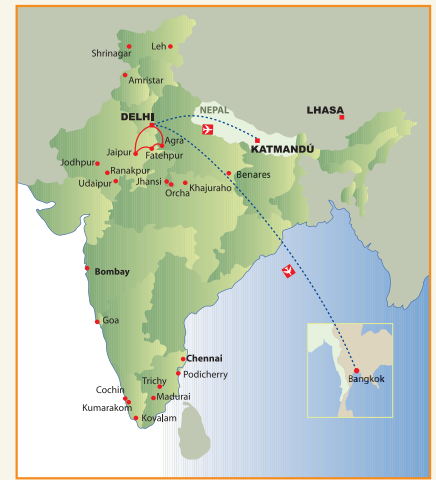 Shrinagar
Leh
Amristar
NEPAL
LHASA
DELHI
KATMANDÚ
Agra
Jaipur
Fatehpur
Jodhpur
Ranakpur
Benares
Udaipur
Jhansi
Khajuraho
Orcha
Bombay
Goa
Chennai
Podicherry
Bangkok
Trichy
Cochin
Madurai
Kumarakom
Kovalam